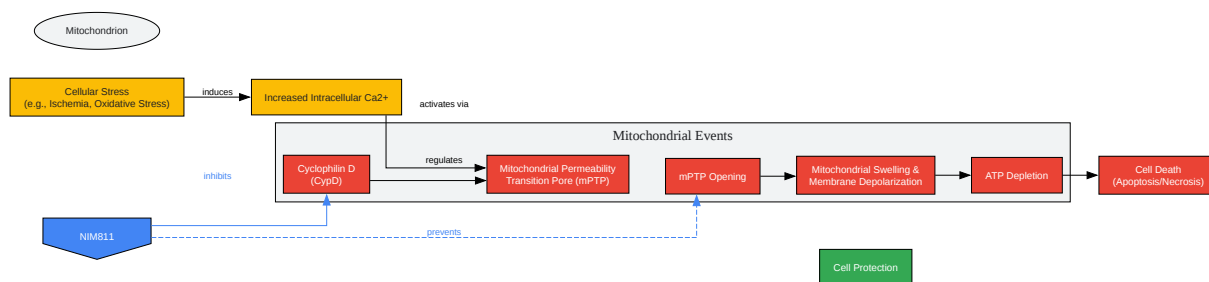 Mitochondrion
Cellular Stress
(e.g., Ischemia, Oxidative Stress)
induces
Increased Intracellular Ca2+
activates via
Mitochondrial Events
Cyclophilin D
(CypD)
regulates
Mitochondrial Permeability
Transition Pore (mPTP)
mPTP Opening
Mitochondrial Swelling &
Membrane Depolarization
ATP Depletion
Cell Death
(Apoptosis/Necrosis)
inhibits
NIM811
prevents
Cell Protection